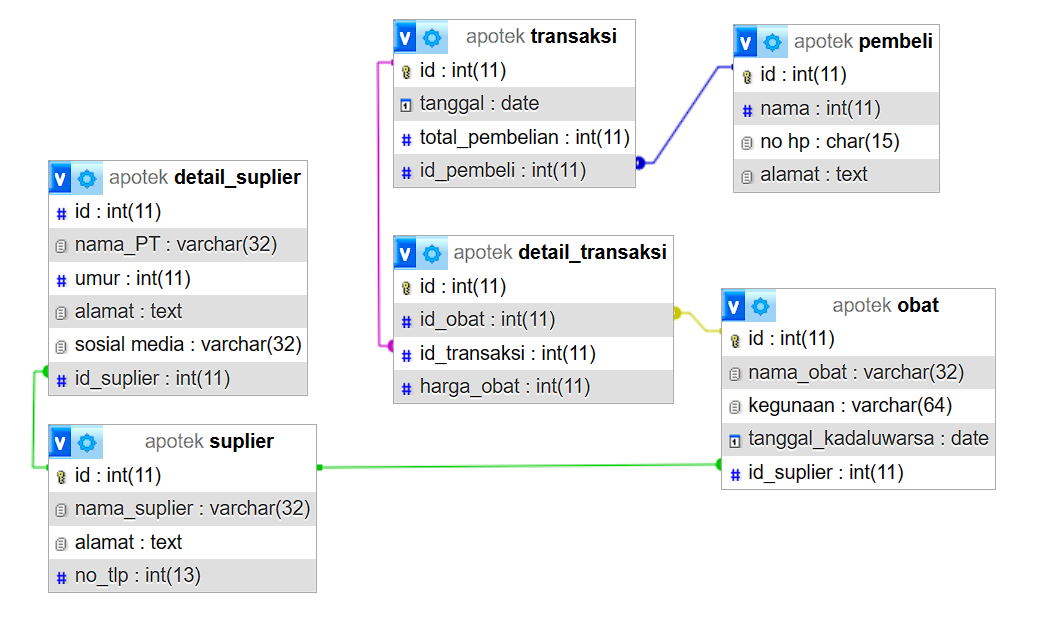 v apotek transaksi
id : int(11)
tanggal : date
total_pembelian : int(11)
id_pembeli : int(11)
v apotek pembeli
id : int(11)
nama : int(11)
no hp : char(15)
alamat : text
v apotek detail_suplier
id : int(11)
nama_PT : varchar(32)
umur : int(11)
alamat : text
sosial media : varchar(32)
id_suplier : int(11)
v apotek detail_transaksi
id : int(11)
id_obat : int(11)
id_transaksi : int(11)
harga_obat : int(11)
v apotek obat
id : int(11)
nama_obat : varchar(32)
kegunaan : varchar(64)
tanggal_kadaluwarsa : date
id_suplier : int(11)
v apotek suplier
id : int(11)
nama_suplier : varchar(32)
alamat : text
no_tlp : int(13)